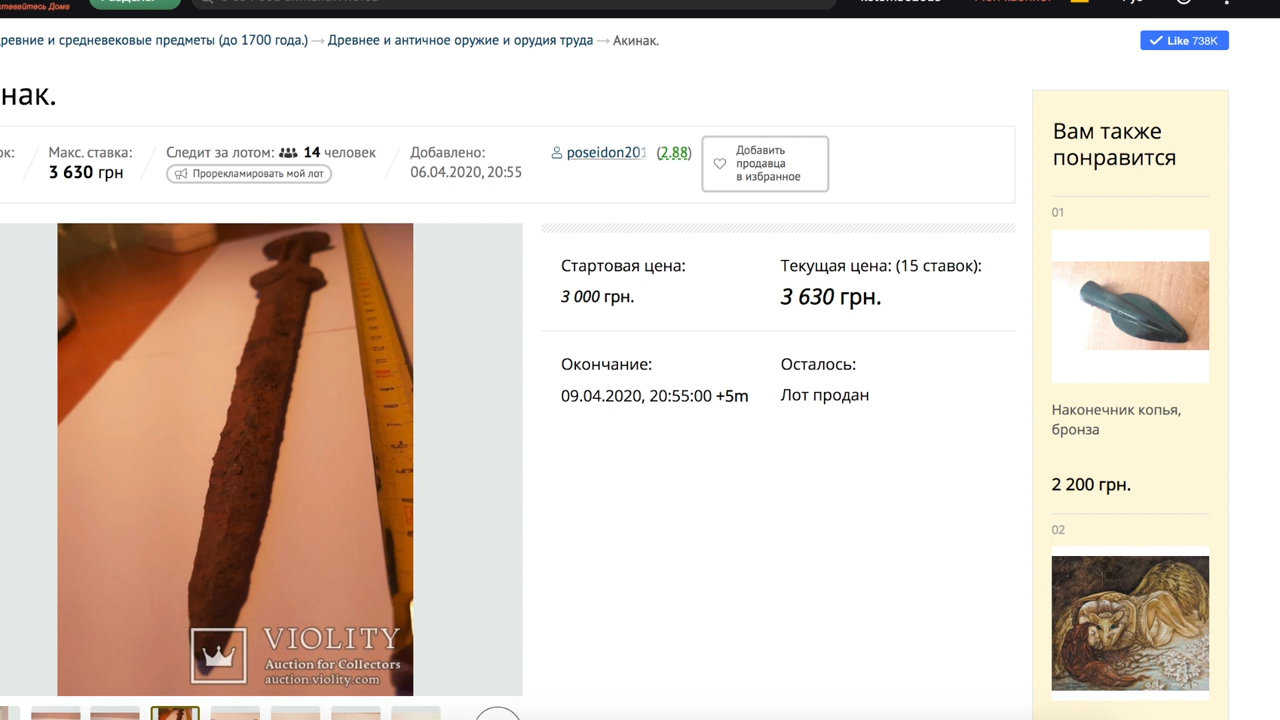 ставайтесь Дома
ревние и средневековые предметы (до 1700 года.) → Древнее и античное оружие и орудия труда → Акинак.
Like 738K
нак.
ок:
Макс. ставка:
3 630 грн
Следит за лотом: 14 человек
Прорекламировать мой лот
Добавлено:
06.04.2020, 20:55
poseidon201 (2.88)
Добавить
продавца
в избранное
Стартовая цена:
3 000 грн.
Текущая цена: (15 ставок):
3 630 грн.
Окончание:
09.04.2020, 20:55:00 +5m
Осталось:
Лот продан
VIOLITY
Auction for Collectors
auction.violity.com
Вам также
понравится
01
Наконечник копья,
бронза
2 200 грн.
02